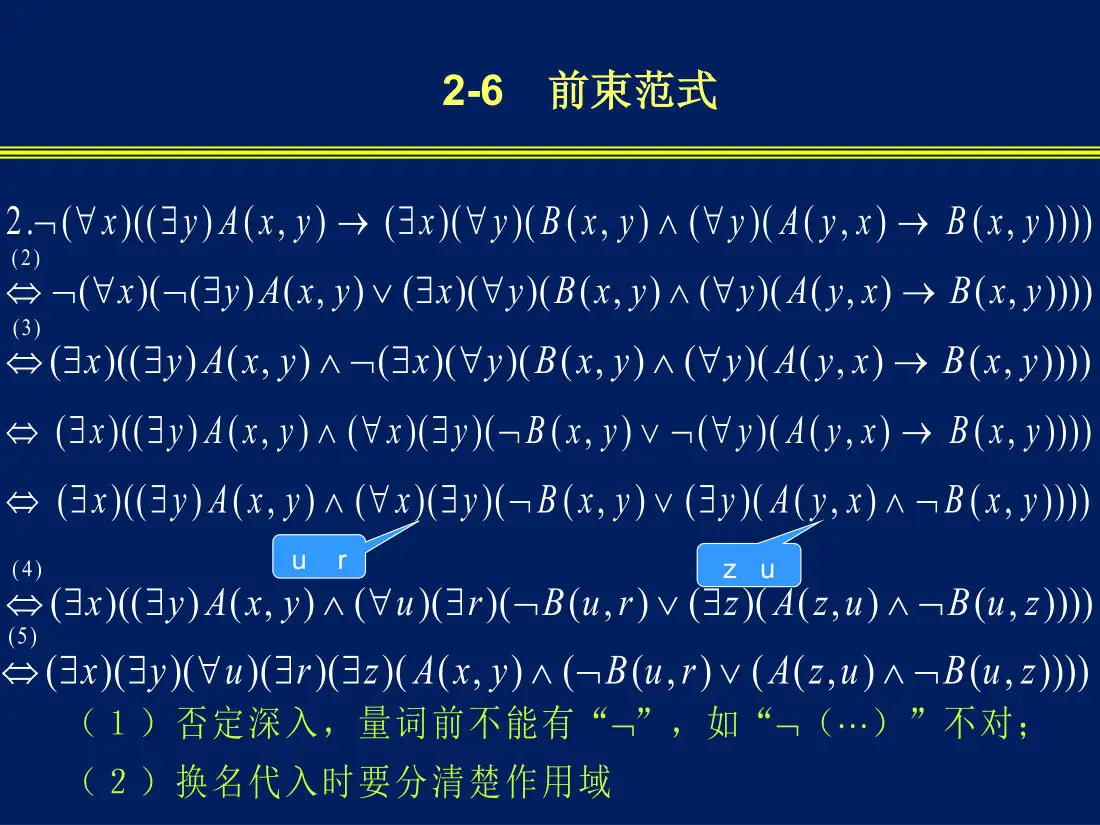 2-6 前束范式
2.¬(∀x)((∃y)A(x,y)→(∃x)(∀y)(B(x,y)∧(∀y)(A(y,x)→B(x,y))))
(2)
⇔¬(∀x)(¬(∃y)A(x,y)∨(∃x)(∀y)(B(x,y)∧(∀y)(A(y,x)→B(x,y))))
(3)
⇔(∃x)((∃y)A(x,y)∧¬(∃x)(∀y)(B(x,y)∧(∀y)(A(y,x)→B(x,y))))
⇔(∃x)((∃y)A(x,y)∧(∀x)(∃y)(¬B(x,y)∨¬(∀y)(A(y,x)→B(x,y))))
⇔(∃x)((∃y)A(x,y)∧(∀x)(∃y)(¬B(x,y)∨(∃y)(A(y,x)∧¬B(x,y))))
u r
z u
(4)
⇔(∃x)((∃y)A(x,y)∧(∀u)(∃r)(¬B(u,r)∨(∃z)(A(z,u)∧¬B(u,z))))
(5)
⇔(∃x)(∃y)(∀u)(∃r)(∃z)(A(x,y)∧(¬B(u,r)∨(A(z,u)∧¬B(u,z))))
（1）否定深入，量词前不能有“¬”，如“¬（…）”不对；
（2）换名代入时要分清楚作用域